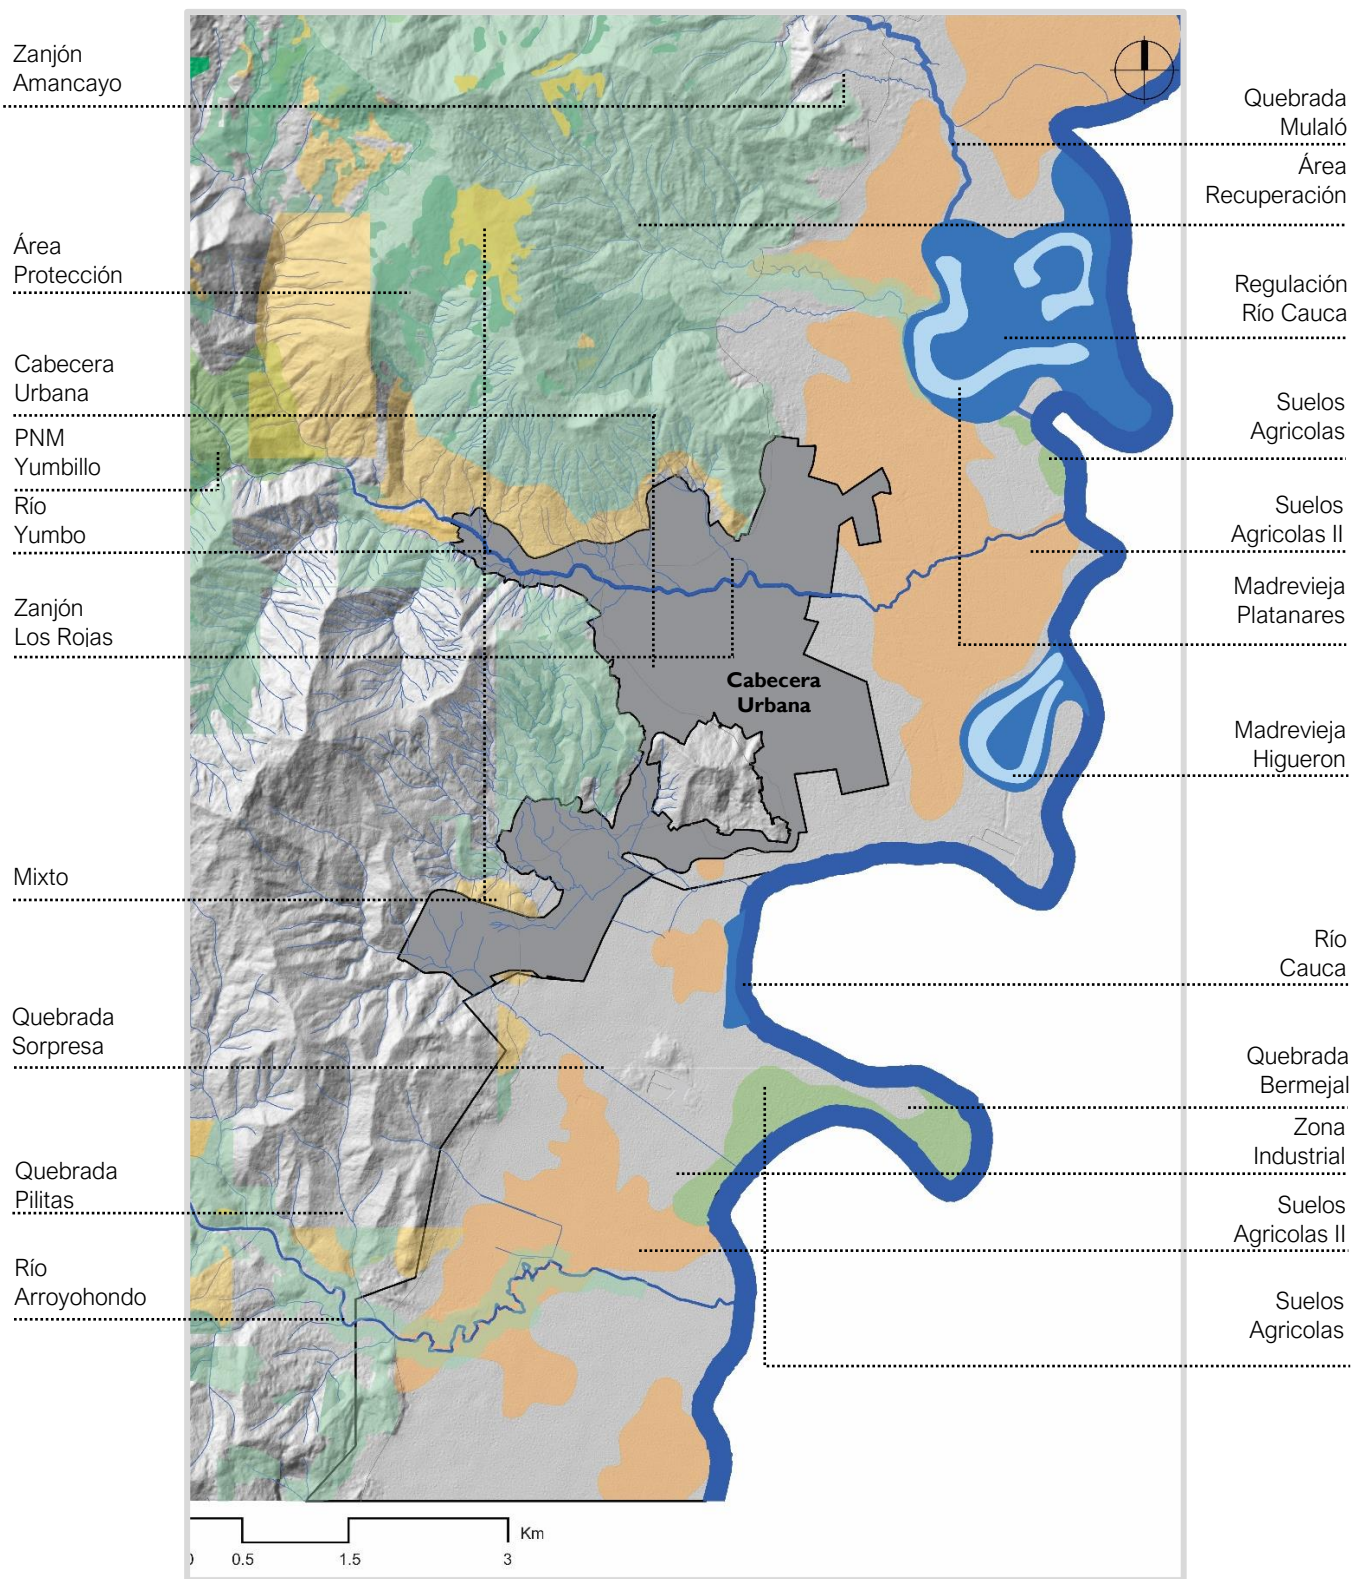 Zanjón
Amancayo
Área
Protección
Cabecera
Urbana
PNM
Yumbillo
Río
Yumbo
Zanjón
Los Rojas
Mixto
Quebrada
Sorpresa
Quebrada
Pilitas
Río
Arroyohondo
Cabecera
Urbana
Quebrada
Mulaló
Área
Recuperación
Regulación
Río Cauca
Suelos
Agricolas
Suelos
Agricolas II
Madrevieja
Platanares
Madrevieja
Higueron
Río
Cauca
Quebrada
Bermejal
Zona
Industrial
Suelos
Agricolas II
Suelos
Agricolas
Km
0 0.5 1.5 3